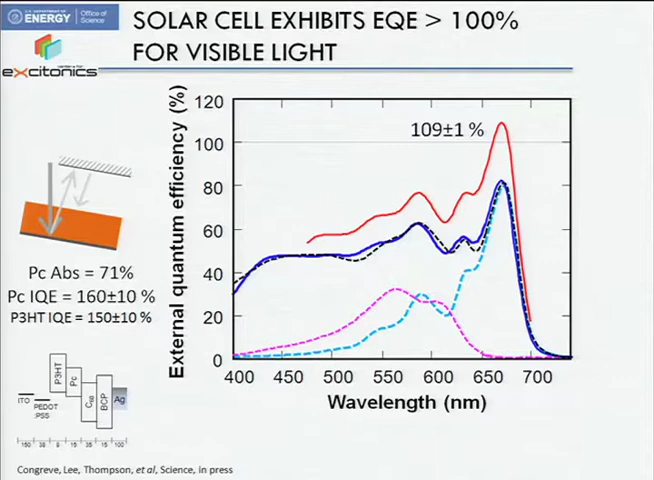 U.S. DEPARTMENT OF
ENERGY
Office of
Science
SOLAR CELL EXHIBITS EQE > 100%
FOR VISIBLE LIGHT
excitonics
External quantum efficiency (%)
120
100
80
60
40
20
0
109±1 %
400 450 500 550 600 650 700
Wavelength (nm)
Pc Abs = 71%
Pc IQE = 160±10 %
P3HT IQE = 150±10 %
ITO
PEDOT
:PSS
P3HT
Pc
C60
BCP
Ag
150 38 8 15 35 15 100
Congreve, Lee, Thompson, et al, Science, in press